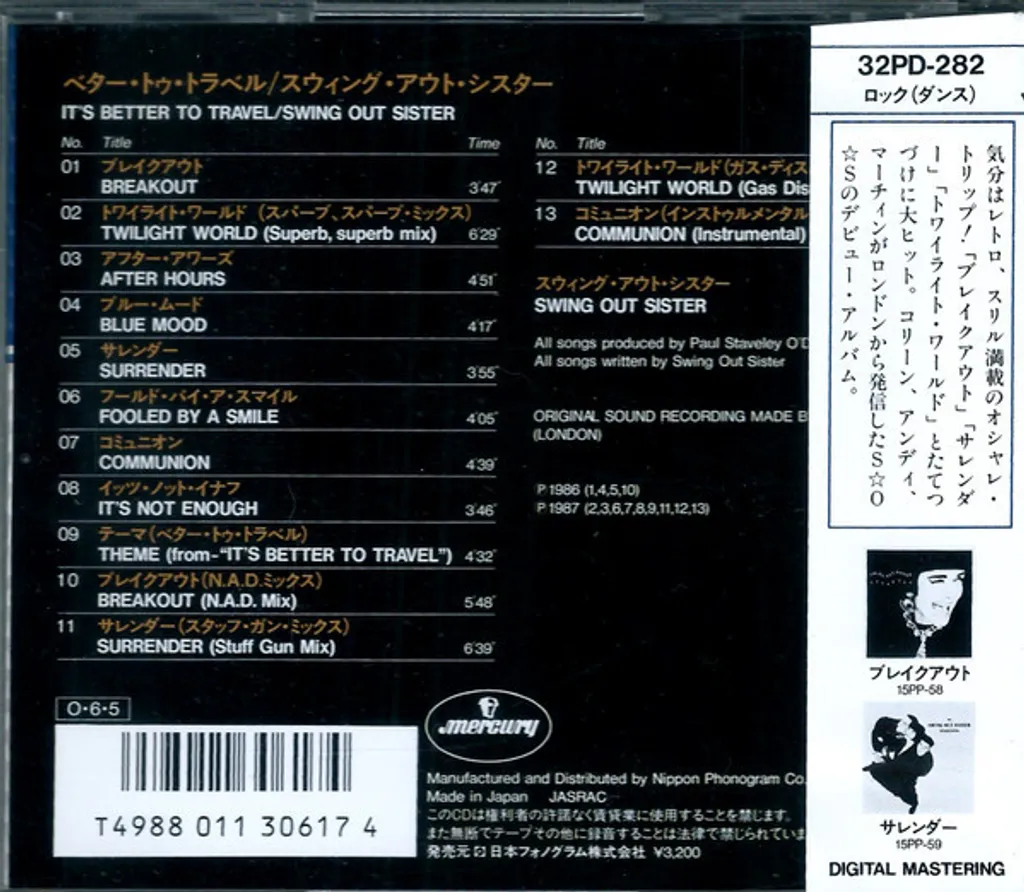 ベター・トゥ・トラベル/スウィング・アウト・シスター
IT'S BETTER TO TRAVEL/SWING OUT SISTER
No. Title Time
01 ブレイクアウト
BREAKOUT 3'47"
02 トワイライト・ワールド (スパーブ、スパーブ・ミックス)
TWILIGHT WORLD (Superb, superb mix) 6'29"
03 アフター・アワーズ
AFTER HOURS 4'51"
04 ブルー・ムード
BLUE MOOD 4'17"
05 サレンダー
SURRENDER 3'55"
06 フールド・バイ・ア・スマイル
FOOLED BY A SMILE 4'05"
07 コミュニオン
COMMUNION 4'39"
08 イッツ・ノット・イナフ
IT'S NOT ENOUGH 3'46"
09 テーマ(ベター・トゥ・トラベル)
THEME (from-“IT'S BETTER TO TRAVEL”) 4'32"
10 ブレイクアウト(N.A.D.ミックス)
BREAKOUT (N.A.D. Mix) 5'48"
11 サレンダー(スタッフ・ガン・ミックス)
SURRENDER (Stuff Gun Mix) 6'39"
No. Title
12 トワイライト・ワールド(ガス・ディス
TWILIGHT WORLD (Gas Dis
13 コミュニオン(インストゥルメンタル
COMMUNION (Instrumental)
スウィング・アウト・シスター
SWING OUT SISTER
All songs produced by Paul Staveley O'D
All songs written by Swing Out Sister
ORIGINAL SOUND RECORDING MADE B
(LONDON)
P 1986 (1,4,5,10)
P 1987 (2,3,6,7,8,9,11,12,13)
O・6・5
T4988 011 30617 4
mercury
Manufactured and Distributed by Nippon Phonogram Co.
Made in Japan JASRAC
このCDは権利者の許諾なく賃貸業に使用することを禁じます。
また無断でテープその他に録音することは法律で禁じられていま
発売元 日本フォノグラム株式会社 ¥3,200
32PD-282
ロック(ダンス)
気分はレトロ、スリル満載のオシャレ・
トリップ!「ブレイクアウト」「サレンダ
ー」「トワイライト・ワールド」とたてつ
づけに大ヒット。コリーン、アンディ、
マーチィンがロンドンから発信したS☆O
☆Sのデビュー・アルバム。
ブレイクアウト
15PP-58
サレンダー
15PP-59
DIGITAL MASTERING